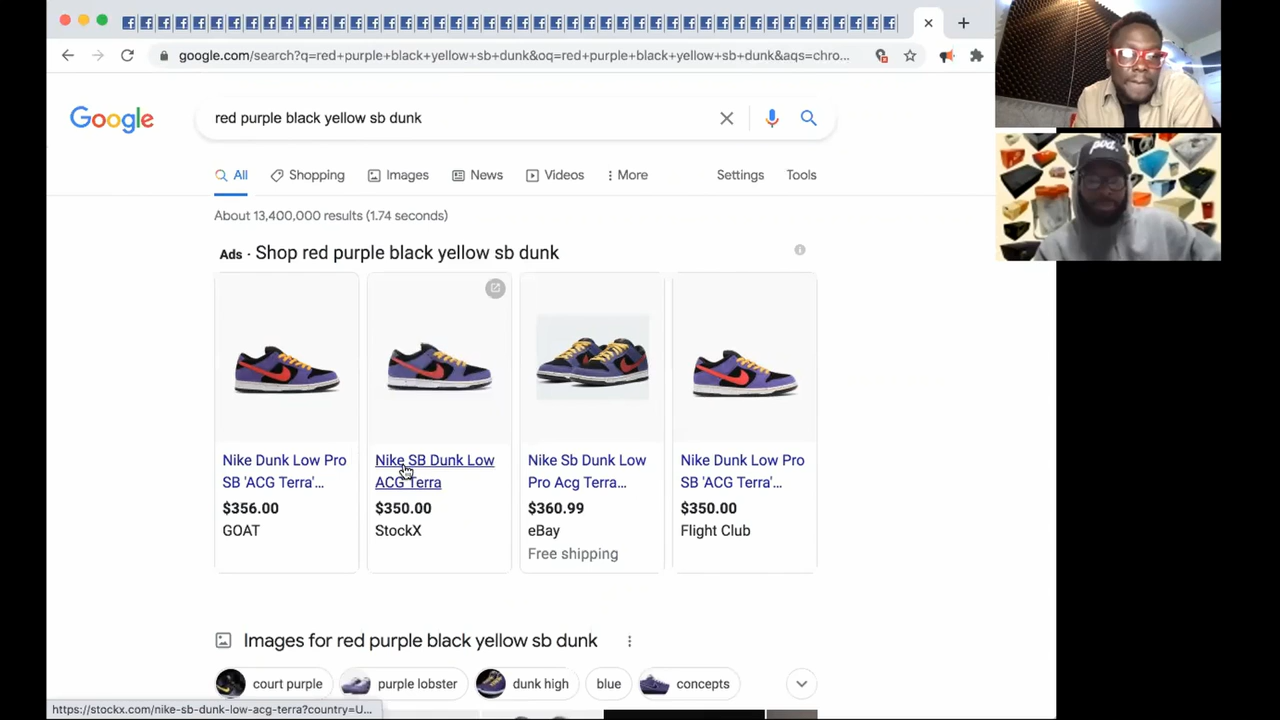 google.com/search?q=red+purple+black+yellow+sb+dunk&oq=red+purple+black+yellow+sb+dunk&aqs=chro...
Google
red purple black yellow sb dunk
All
Shopping
Images
News
Videos
More
Settings
Tools
About 13,400,000 results (1.74 seconds)
Ads · Shop red purple black yellow sb dunk
Nike Dunk Low Pro
SB 'ACG Terra'...
$356.00
GOAT
Nike SB Dunk Low
ACG Terra
$350.00
StockX
Nike Sb Dunk Low
Pro Acg Terra...
$360.99
eBay
Free shipping
Nike Dunk Low Pro
SB 'ACG Terra'...
$350.00
Flight Club
Images for red purple black yellow sb dunk
court purple
purple lobster
dunk high
blue
concepts
https://stockx.com/nike-sb-dunk-low-acg-terra?country=U...
pod.